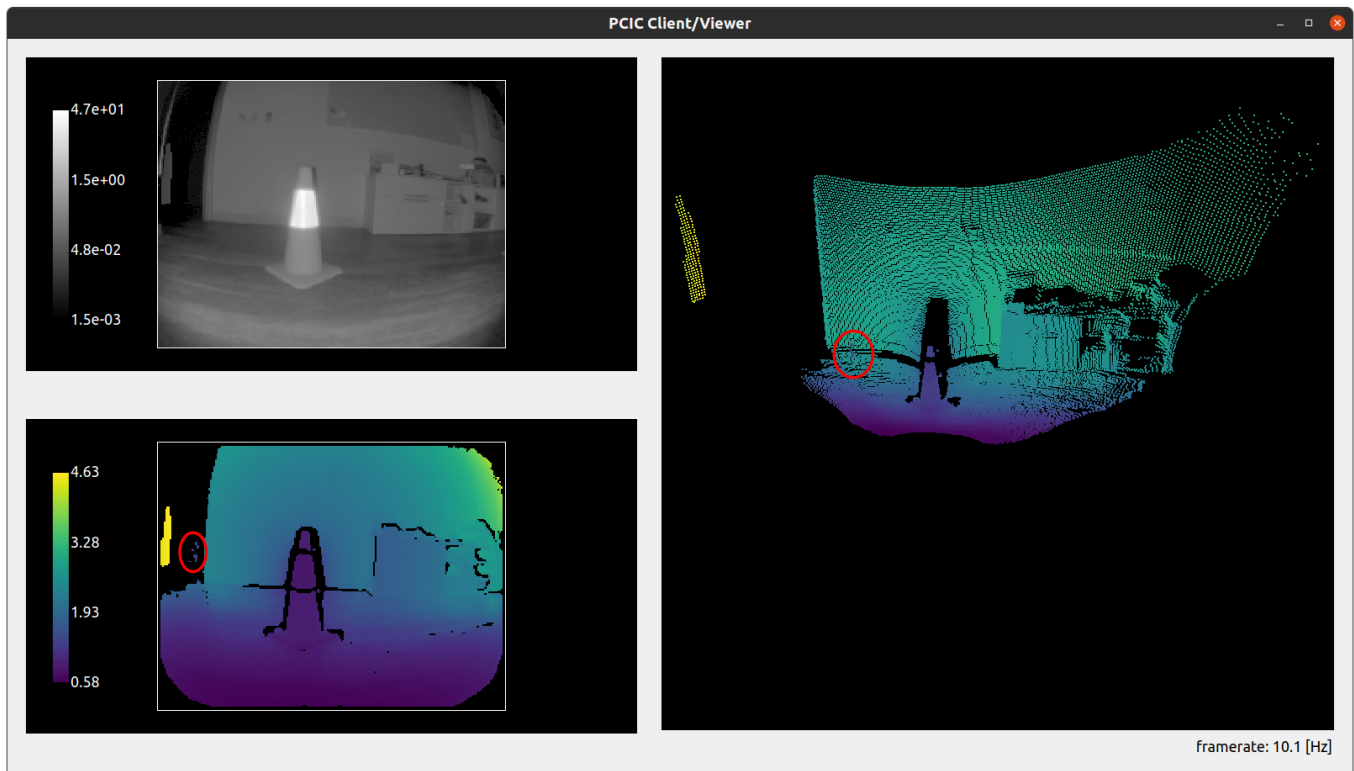 PCIC Client/Viewer
4.7e+01
1.5e+00
4.8e-02
1.5e-03
4.63
3.28
1.93
0.58
framerate: 10.1 [Hz]